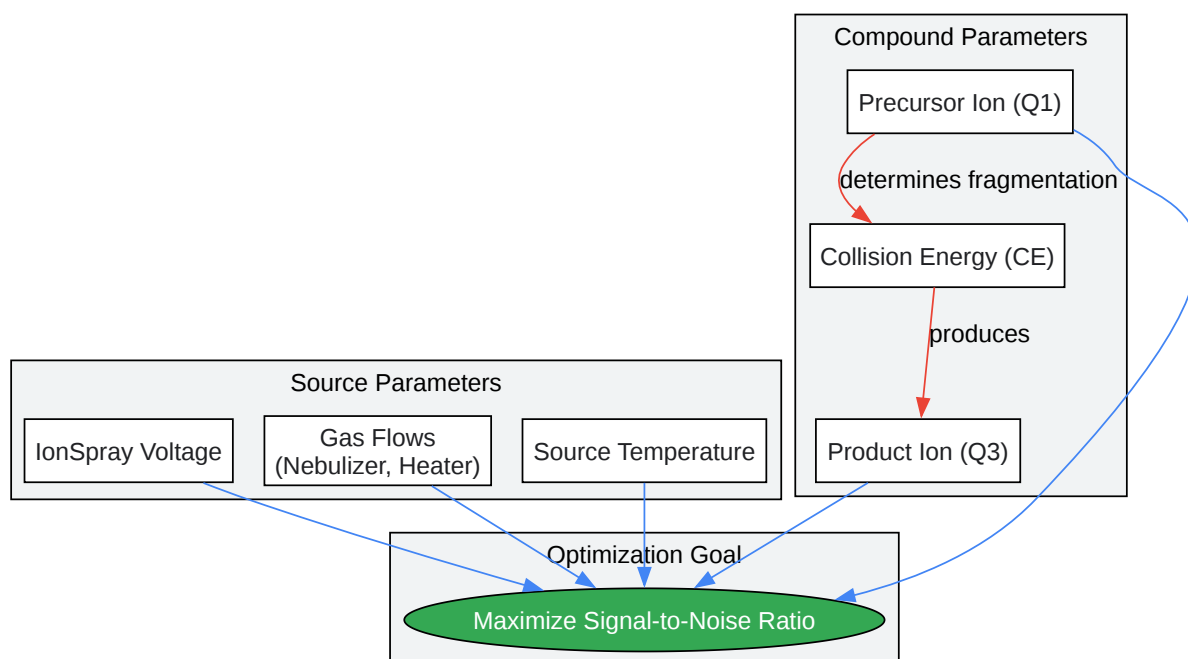 Compound Parameters
Precursor Ion (Q1)
determines fragmentation
Collision Energy (CE)
produces
Source Parameters
IonSpray Voltage
Gas Flows
(Nebulizer, Heater)
Source Temperature
Product Ion (Q3)
Optimization Goal
Maximize Signal-to-Noise Ratio